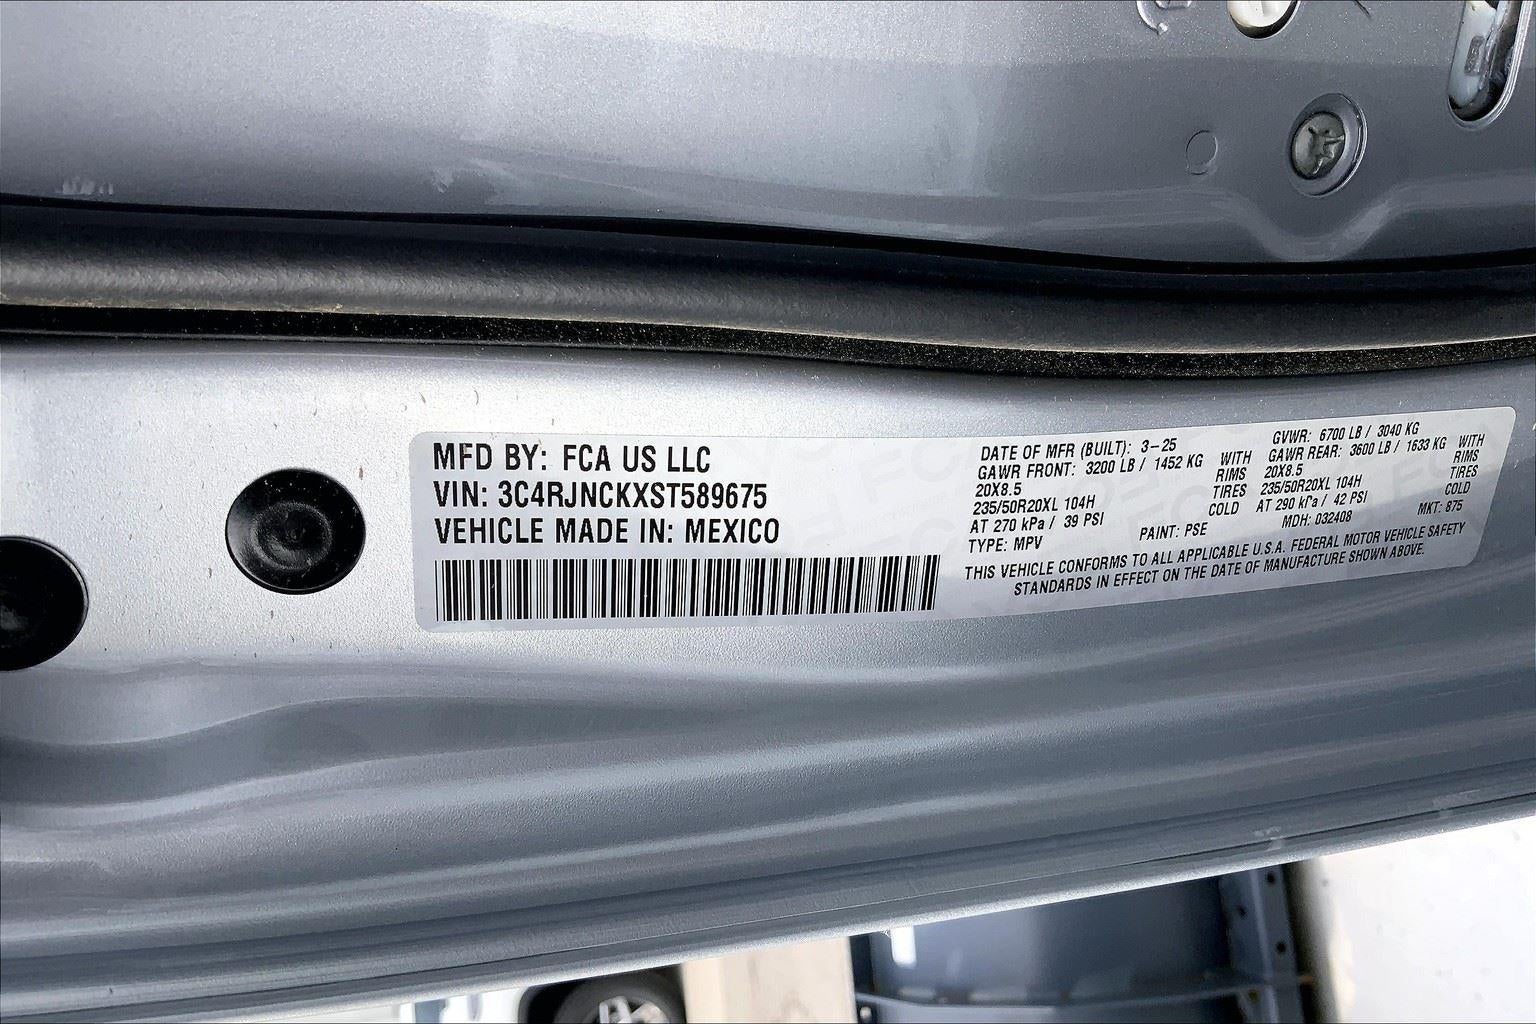 MFD BY: FCA US LLC
VIN: 3C4RJNCKXST589675
VEHICLE MADE IN: MEXICO
DATE OF MFR (BUILT): 3-25 GVWR: 6700 LB / 3040 KG
GAWR FRONT: 3200 LB / 1452 KG WITH GAWR REAR: 3600 LB / 1633 KG WITH
20X8.5 RIMS 20X8.5 RIMS
235/50R20XL 104H TIRES 235/50R20XL 104H TIRES
AT 270 kPa / 39 PSI COLD AT 290 kPa / 42 PSI COLD
TYPE: MPV PAINT: PSE MDH: 032408 MKT: 875
THIS VEHICLE CONFORMS TO ALL APPLICABLE U.S.A. FEDERAL MOTOR VEHICLE SAFETY
STANDARDS IN EFFECT ON THE DATE OF MANUFACTURE SHOWN ABOVE.